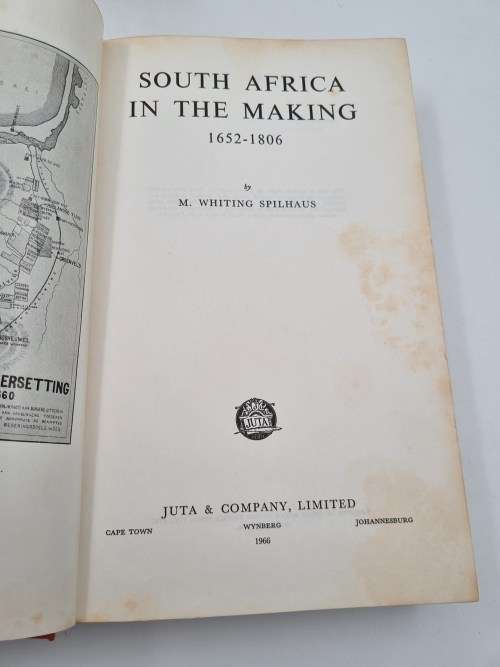 ERSETTING
SOUTH AFRICA
IN THE MAKING
1652-1806
by
M. WHITING SPILHAUS
JUTA
JUTA & COMPANY, LIMITED
CAPE TOWN WYNBERG JOHANNESBURG
1966